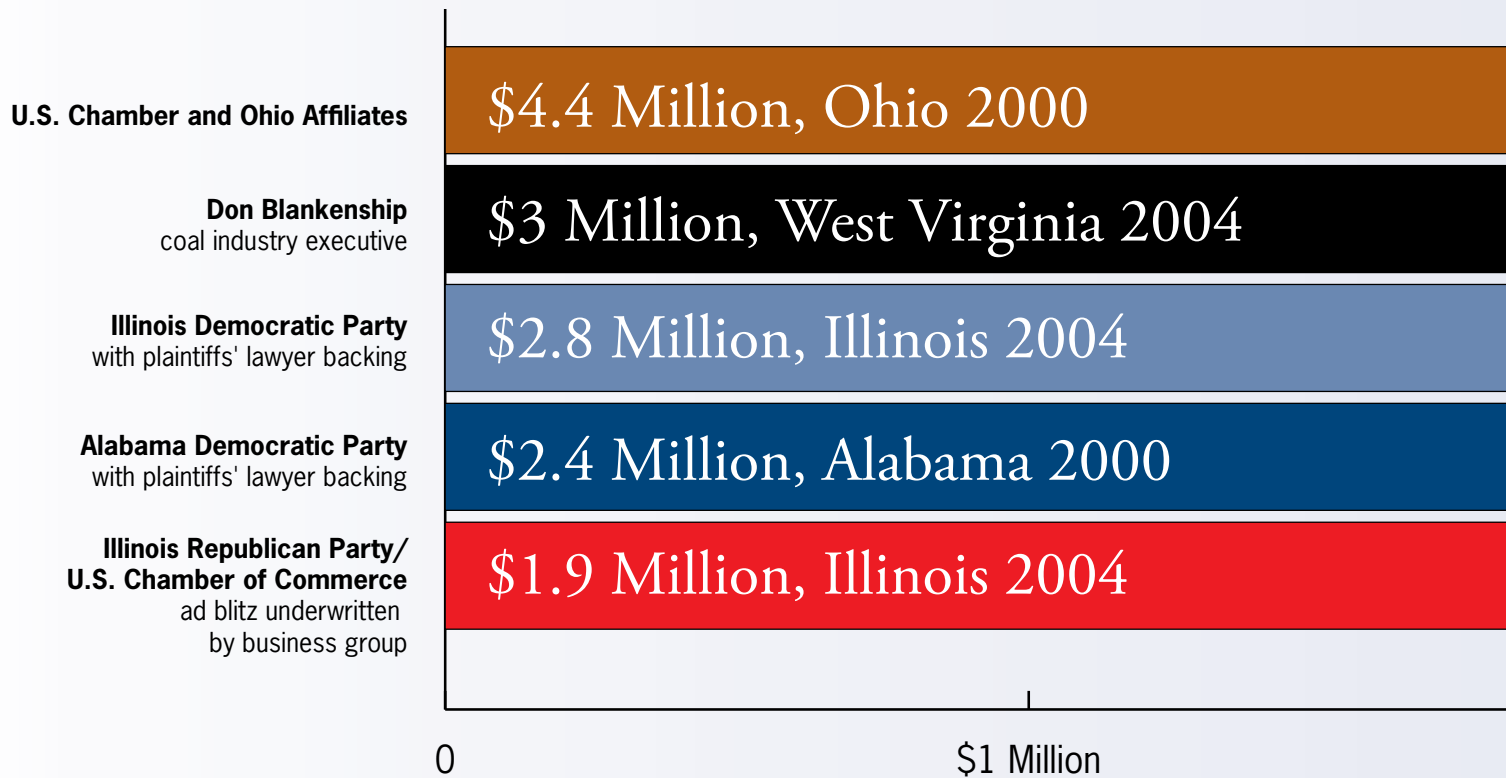 U.S. Chamber and Ohio Affiliates
$4.4 Million, Ohio 2000
Don Blankenship
coal industry executive
$3 Million, West Virginia 2004
Illinois Democratic Party
with plaintiffs' lawyer backing
$2.8 Million, Illinois 2004
Alabama Democratic Party
with plaintiffs' lawyer backing
$2.4 Million, Alabama 2000
Illinois Republican Party/
U.S. Chamber of Commerce
ad blitz underwritten
by business group
$1.9 Million, Illinois 2004
0
$1 Million